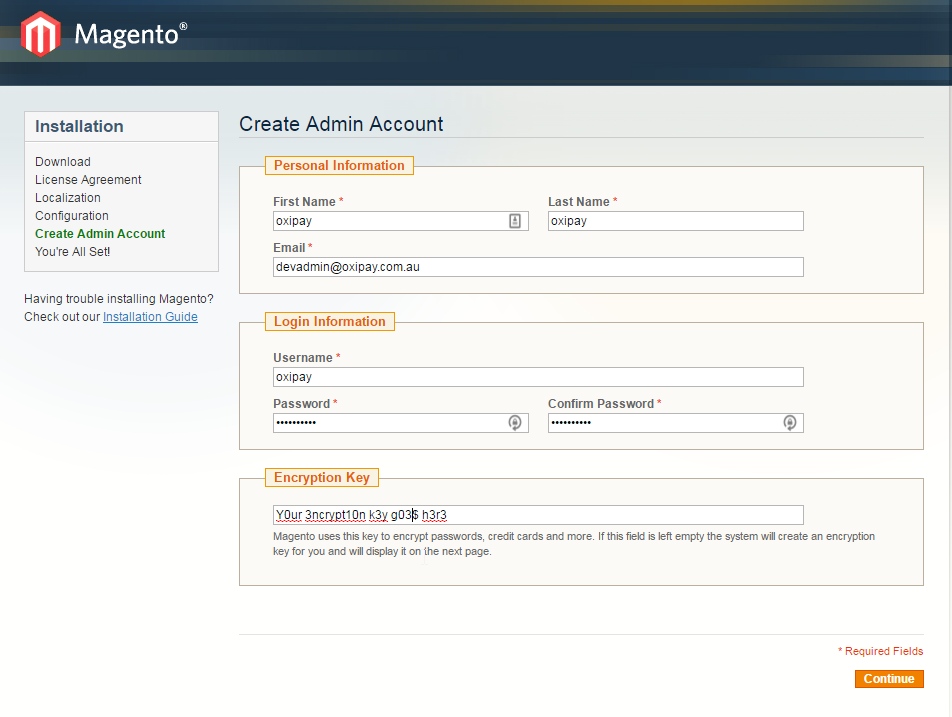 Magento®
Installation
Download
License Agreement
Localization
Configuration
Create Admin Account
You're All Set!
Having trouble installing Magento?
Check out our Installation Guide
Create Admin Account
Personal Information
First Name *
Last Name *
oxipay
oxipay
Email *
devadmin@oxipay.com.au
Login Information
Username *
oxipay
Password *
Confirm Password *
••••••••••
••••••••••
Encryption Key
Y0ur 3ncrypt10n k3y g03$ h3r3
Magento uses this key to encrypt passwords, credit cards and more. If this field is left empty the system will create an encryption
key for you and will display it on the next page.
* Required Fields
Continue